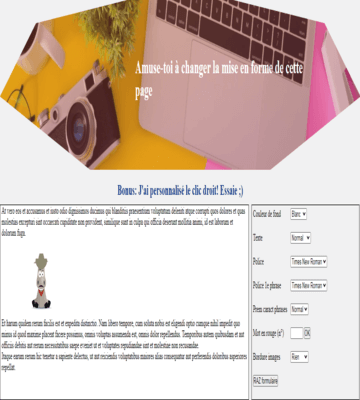 Amuse-toi à changer la mise en forme de cette
page
Bonus: J'ai personnalisé le clic droit! Essaie ;)
At vero eos et accusamus et iusto odio dignissimos ducimus qui blanditiis praesentium voluptatum deleniti atque corrupti quos dolores et quas
molestias excepturi sint occaecati cupiditate non provident, similique sunt in culpa qui officia deserunt mollitia animi, id est laborum et
dolorum fuga.
Et harum quidem rerum facilis est et expedita distinctio. Nam libero tempore, cum soluta nobis est eligendi optio cumque nihil impedit quo
minus id quod maxime placeat facere possimus, omnis voluptas assumenda est, omnis dolor repellendus. Temporibus autem quibusdam et aut
officiis debitis aut rerum necessitatibus saepe eveniet ut et voluptates repudiandae sint et molestiae non recusandae.
Itaque earum rerum hic tenetur a sapiente delectus, ut aut reiciendis voluptatibus maiores alias consequatur aut perferendis doloribus asperiores
repellat.
Couleur de fond Blanc
Texte Normal
Police Times New Roman
Police 1e phrase Times New Roman
Prem caract phrases Normal
Mot en rouge (n°) OK
Bordure images Rien
RAZ formulaire